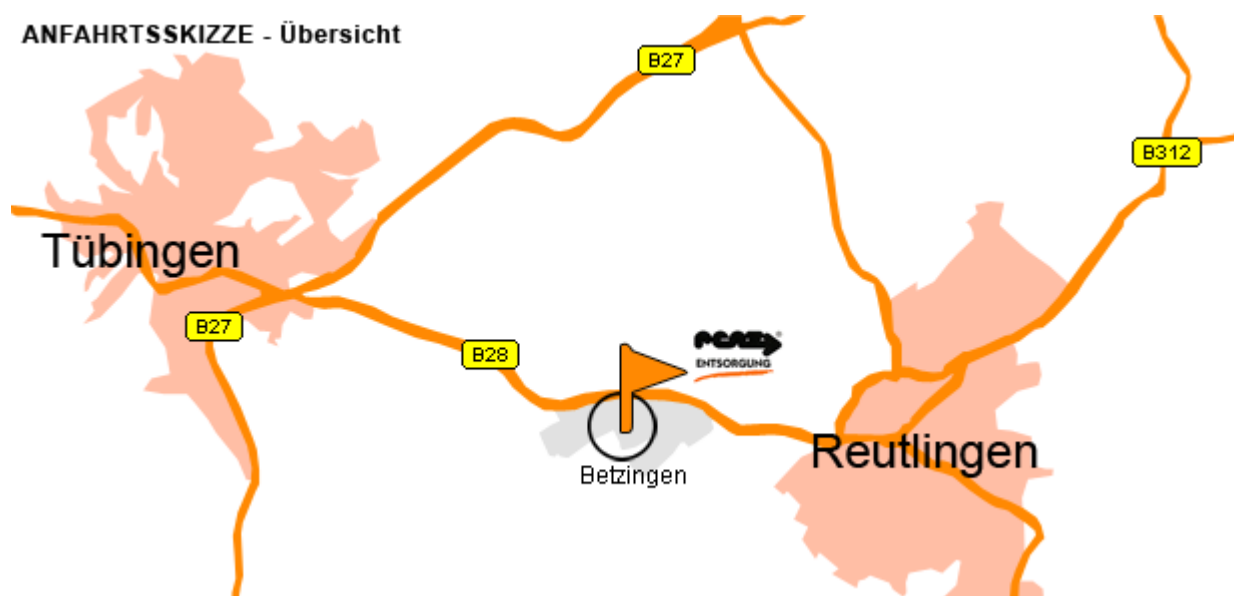 ANFAHRTSSKIZZE - Übersicht
B27
B312
Tübingen
B27
B28
ENTSORGUNG
Reutlingen
Betzingen